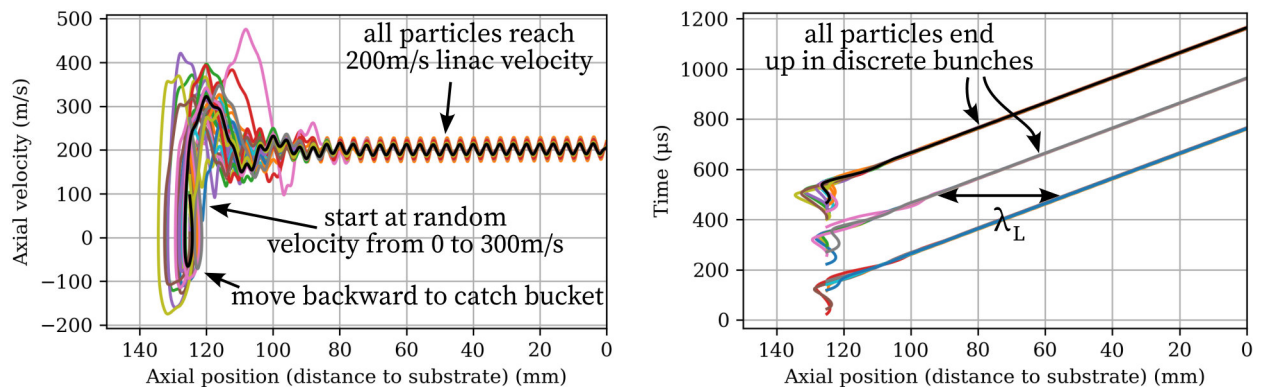 all particles reach
200m/s linac velocity
start at random
velocity from 0 to 300m/s
move backward to catch bucket
Axial velocity (m/s)
500
400
300
200
100
0
−100
−200
140
120
100
80
60
40
20
0
Axial position (distance to substrate) (mm)
all particles end
up in discrete bunches
λL
Time (µs)
1200
1000
800
600
400
200
0
140
120
100
80
60
40
20
0
Axial position (distance to substrate) (mm)